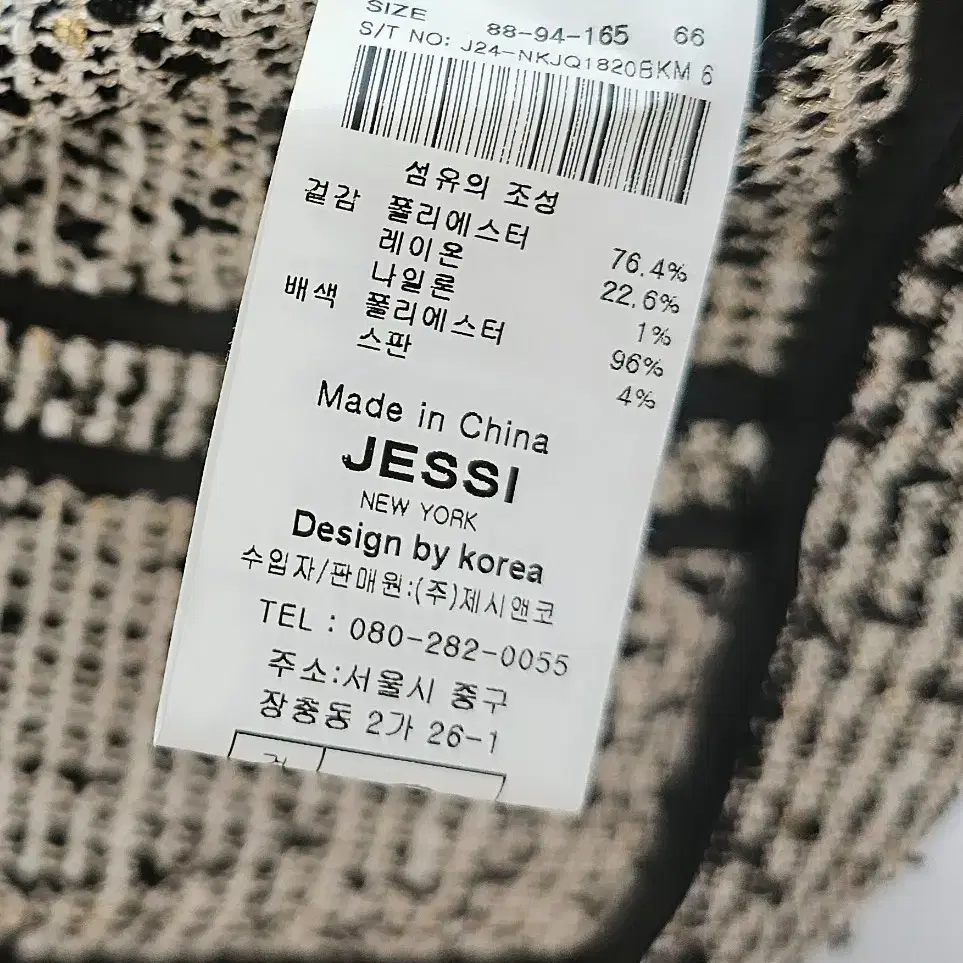 SIZE 88-94-165 66
S/T NO: J24-NKJQ1820BKM 6
섬유의 조성
겉감 폴리에스터 76.4%
레이온 22.6%
나일론 1%
배색 폴리에스터 96%
스판 4%
Made in China
JESSI
NEW YORK
Design by korea
수입자/판매원:(주)제시앤코
TEL : 080-282-0055
주소:서울시 중구
장충동 2가 26-1